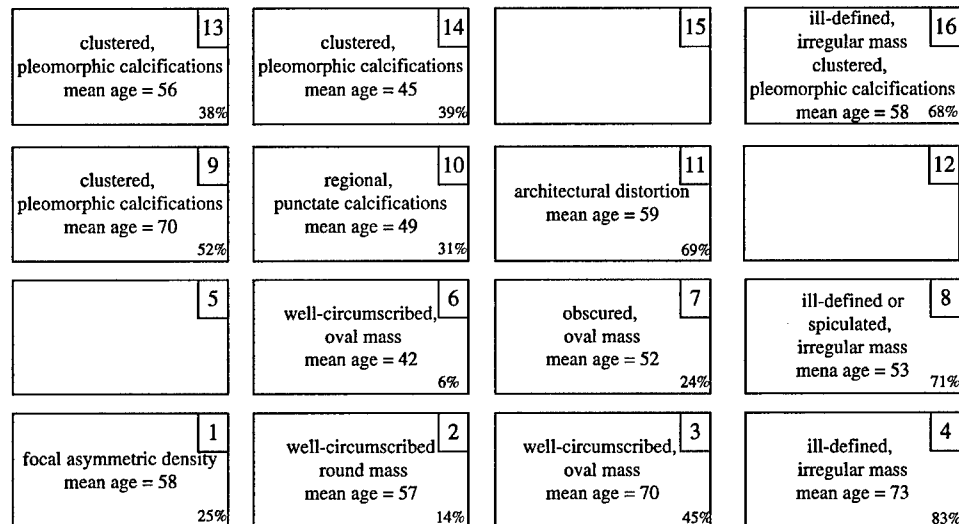 13
clustered,
pleomorphic calcifications
mean age = 56
38%
14
clustered,
pleomorphic calcifications
mean age = 45
39%
15
16
ill-defined,
irregular mass
clustered,
pleomorphic calcifications
mean age = 58 68%
9
clustered,
pleomorphic calcifications
mean age = 70
52%
10
regional,
punctate calcifications
mean age = 49
31%
11
architectural distortion
mean age = 59
69%
12
5
6
well-circumscribed,
oval mass
mean age = 42
6%
7
obscured,
oval mass
mean age = 52
24%
8
ill-defined or
spiculated,
irregular mass
mena age = 53
71%
1
focal asymmetric density
mean age = 58
25%
2
well-circumscribed
round mass
mean age = 57
14%
3
well-circumscribed,
oval mass
mean age = 70
45%
4
ill-defined,
irregular mass
mean age = 73
83%